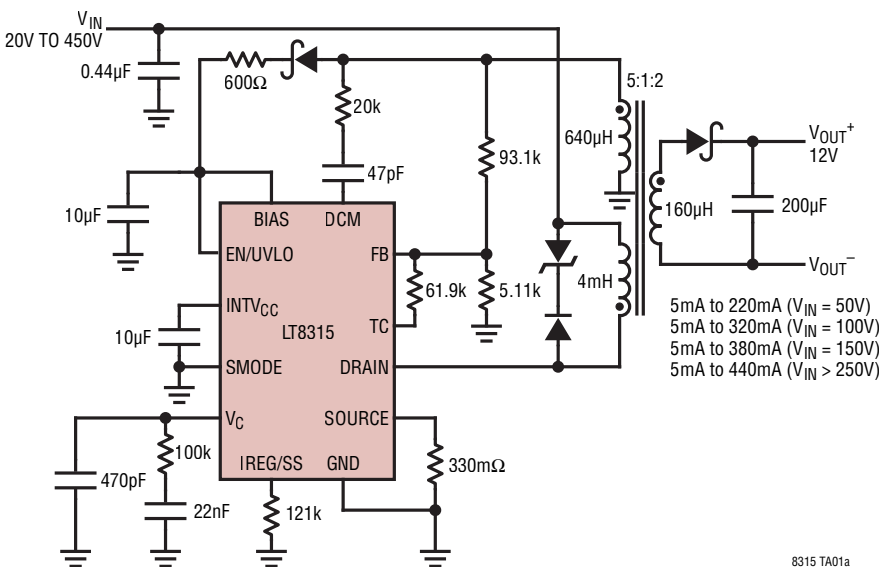 V_IN
20V TO 450V
0.44µF
600Ω
20k
47pF
93.1k
5:1:2
640µH
160µH
V_OUT+
12V
200µF
V_OUT−
10µF
BIAS
DCM
EN/UVLO
FB
61.9k
5.11k
4mH
INTV_CC
TC
LT8315
10µF
SMODE
DRAIN
5mA to 220mA (V_IN = 50V)
5mA to 320mA (V_IN = 100V)
5mA to 380mA (V_IN = 150V)
5mA to 440mA (V_IN > 250V)
V_C
SOURCE
100k
IREG/SS
GND
330mΩ
470pF
22nF
121k
8315 TA01a